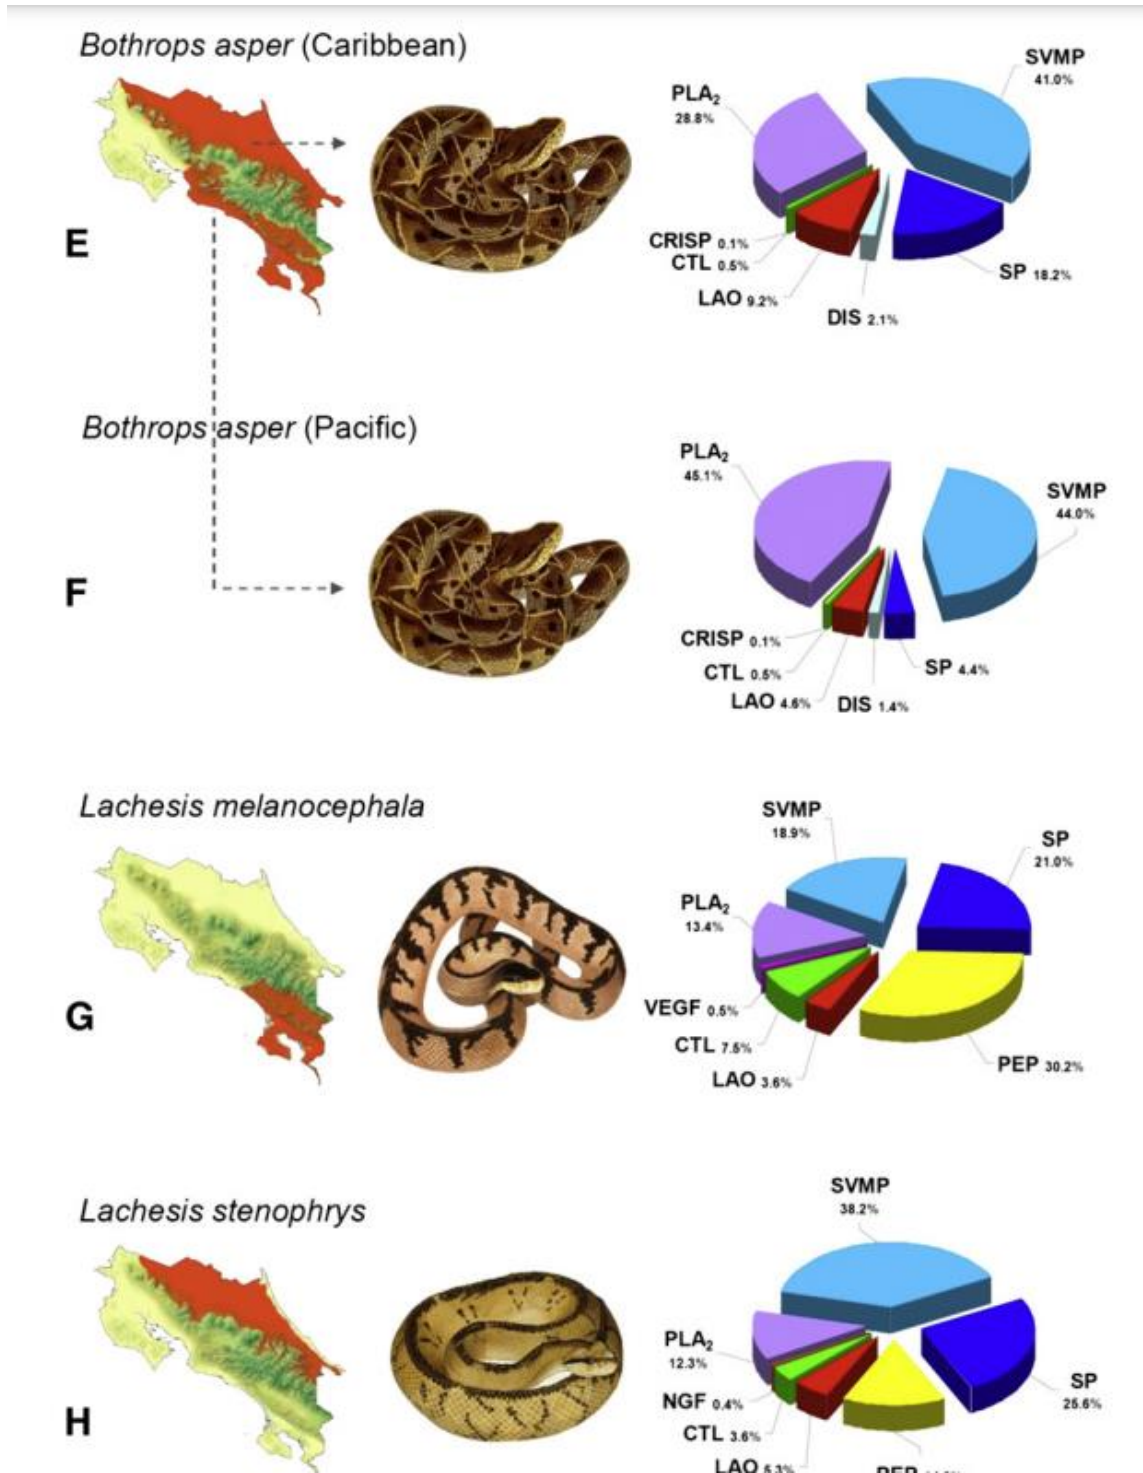 Bothrops asper (Caribbean)
E
SVMP
41.0%
PLA₂
28.8%
CRISP 0.1%
CTL 0.5%
LAO 9.2%
DIS 2.1%
SP 18.2%
Bothrops asper (Pacific)
F
PLA₂
45.1%
SVMP
44.0%
CRISP 0.1%
CTL 0.5%
LAO 4.6%
DIS 1.4%
SP 4.4%
Lachesis melanocephala
G
SVMP
18.9%
SP
21.0%
PLA₂
13.4%
VEGF 0.5%
CTL 7.5%
LAO 3.6%
PEP 30.2%
Lachesis stenophrys
H
SVMP
38.2%
PLA₂
12.3%
NGF 0.4%
CTL 3.6%
LAO 5.3%
PEP
SP
25.6%